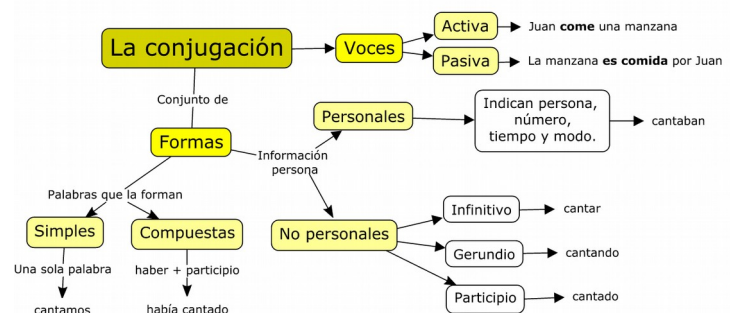 La conjugación
Voces
Activa
Juan come una manzana
Pasiva
La manzana es comida por Juan
Conjunto de
Formas
Información
persona
Personales
Indican persona,
número,
tiempo y modo.
cantaban
No personales
Infinitivo
cantar
Gerundio
cantando
Participio
cantado
Palabras que la forman
Simples
Una sola palabra
cantamos
Compuestas
haber + participio
había cantado